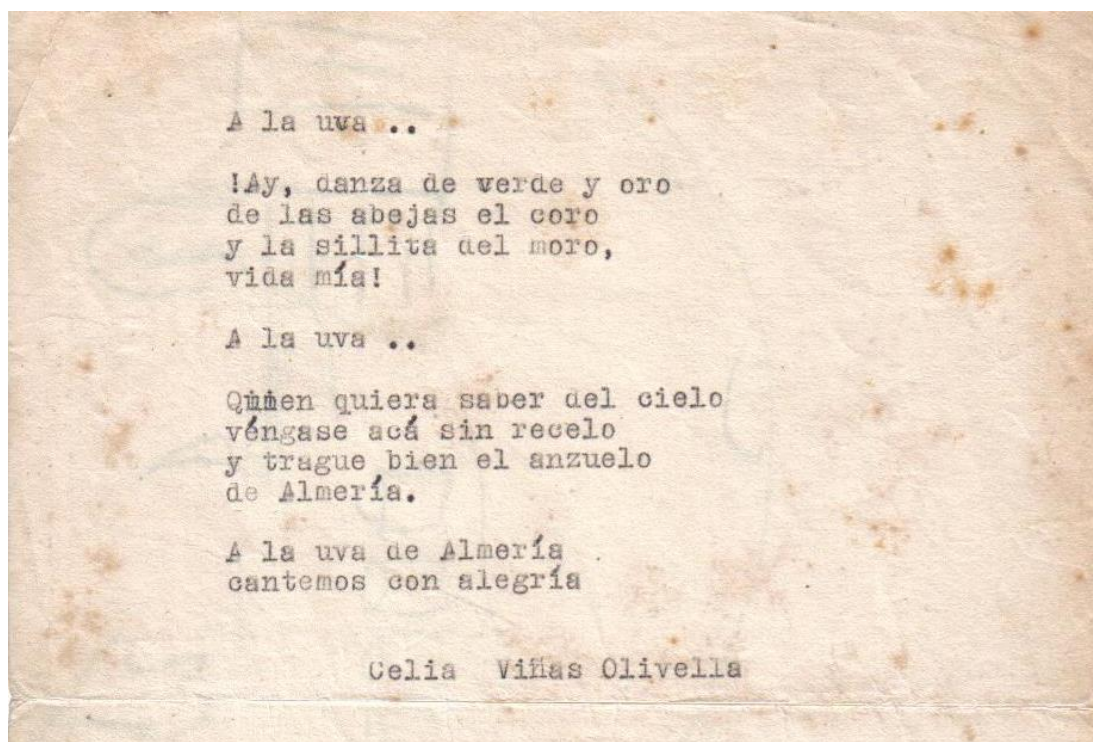 A la uva ..
!Ay, danza de verde y oro
de las abejas el coro
y la sillita del moro,
vida mía!
A la uva ..
Quien quiera saber del cielo
véngase acá sin recelo
y trague bien el anzuelo
de Almería.
A la uva de Almería
cantemos con alegría
Celia Viñas Olivella